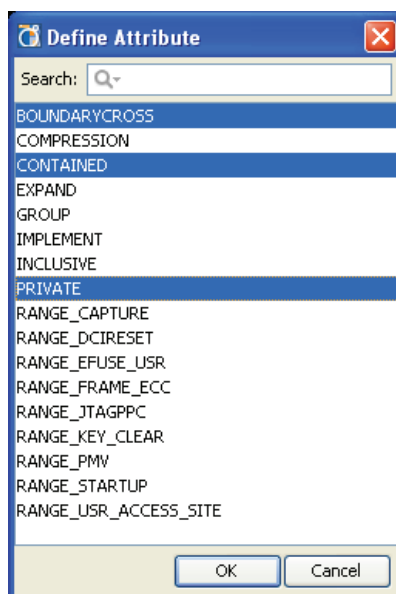 Define Attribute
Search:
BOUNDARYCROSS
COMPRESSION
CONTAINED
EXPAND
GROUP
IMPLEMENT
INCLUSIVE
PRIVATE
RANGE_CAPTURE
RANGE_DCIRESET
RANGE_EFUSE_USR
RANGE_FRAME_ECC
RANGE_JTAGPPC
RANGE_KEY_CLEAR
RANGE_PMV
RANGE_STARTUP
RANGE_USR_ACCESS_SITE
OK Cancel